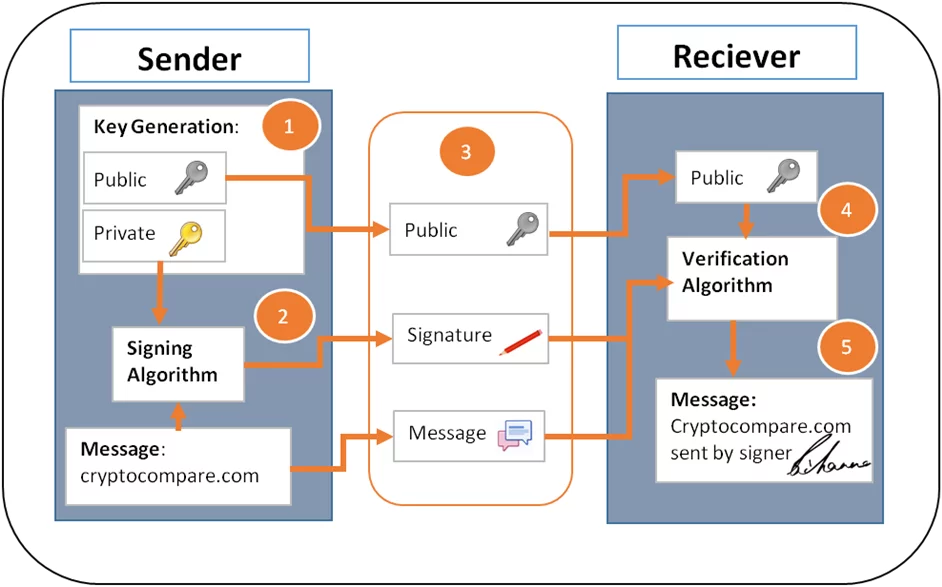 Sender
Reciever
Key Generation:
1
Public
Private
2
Signing
Algorithm
Message:
cryptocompare.com
3
Public
Signature
Message
Public
4
Verification
Algorithm
5
Message:
Cryptocompare.com
sent by signer
Rihanna